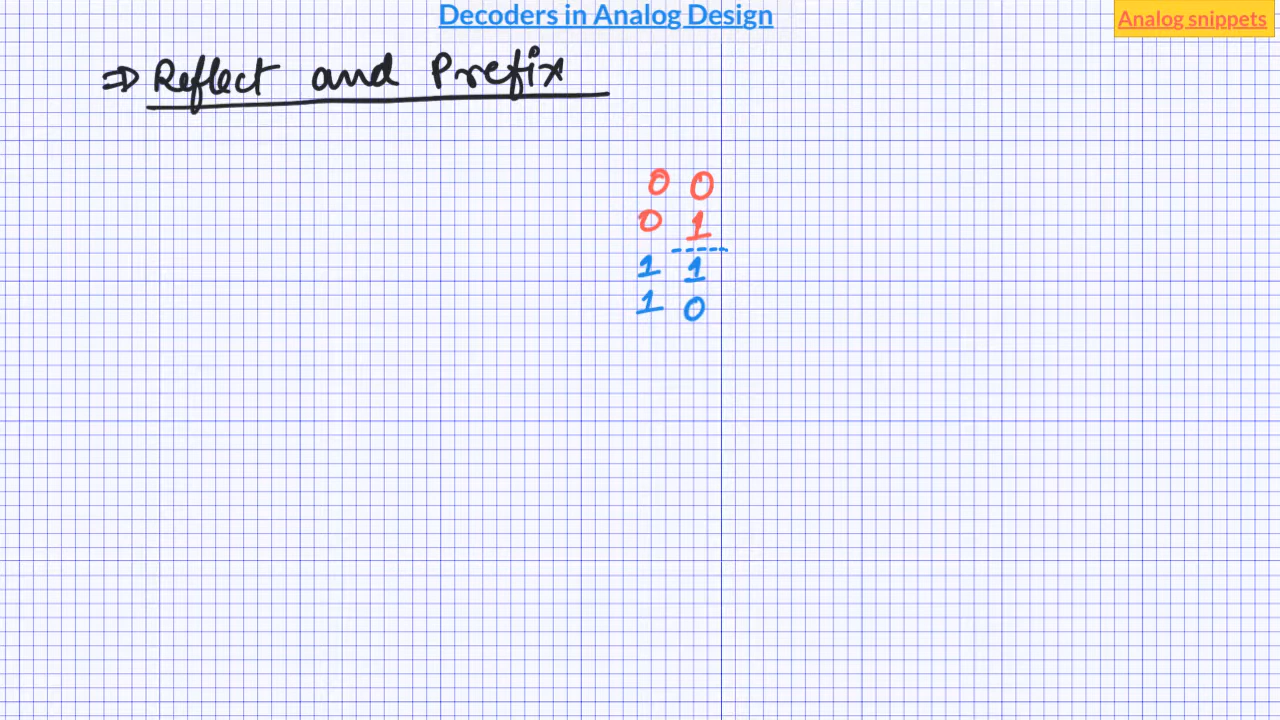 Decoders in Analog Design
Analog snippets
⇒ Reflect and Prefix
0 0
0 1
1 1
1 0